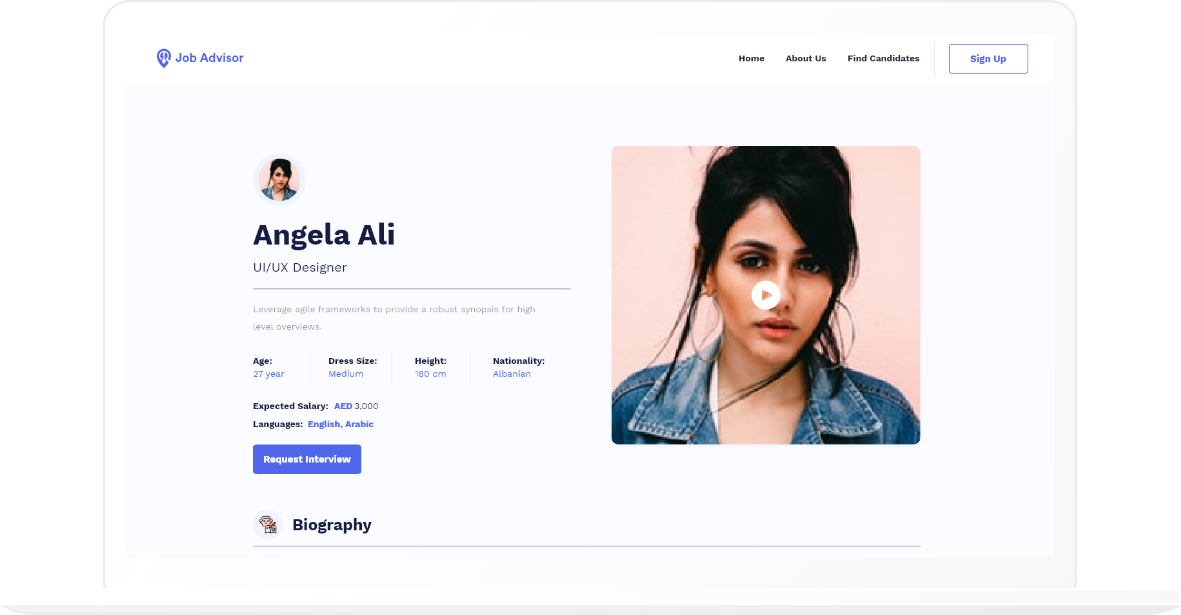 Job Advisor
Home About Us Find Candidates Sign Up
Angela Ali
UI/UX Designer
Leverage agile frameworks to provide a robust synopsis for high
level overviews.
Age: Dress Size: Height: Nationality:
27 year Medium 180 cm Albanian
Expected Salary: AED 3,000
Languages: English, Arabic
Request Interview
Biography